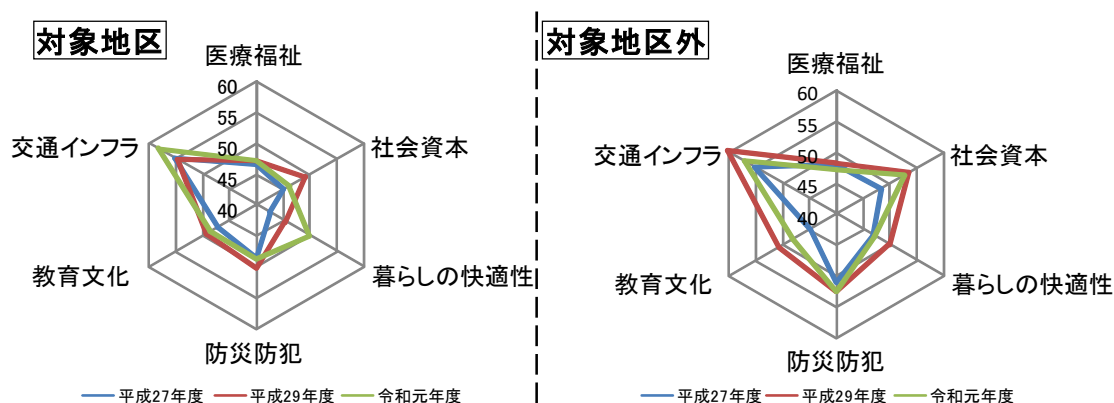 対象地区
医療福祉
60
55
50
45
40
社会資本
暮らしの快適性
防災防犯
教育文化
交通インフラ
平成27年度 平成29年度 令和元年度
対象地区外
医療福祉
60
55
50
45
40
社会資本
暮らしの快適性
防災防犯
教育文化
交通インフラ
平成27年度 平成29年度 令和元年度